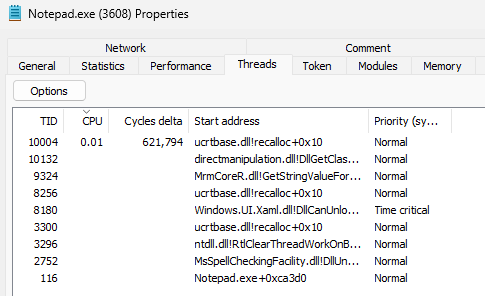 Notepad.exe (3608) Properties
Network Comment
General Statistics Performance Threads Token Modules Memory
Options
TID CPU Cycles delta Start address Priority (sy...
10004 0.01 621,794 ucrtbase.dll!recalloc+0x10 Normal
10132 directmanipulation.dll!DllGetClas... Normal
9324 MrmCoreR.dll!GetStringValueFor... Normal
8256 ucrtbase.dll!recalloc+0x10 Normal
8180 Windows.UI.Xaml.dll!DllCanUnlo... Time critical
3300 ucrtbase.dll!recalloc+0x10 Normal
3296 ntdll.dll!RtlClearThreadWorkOnB... Normal
2752 MsSpellCheckingFacility.dll!DllUn... Normal
116 Notepad.exe+0xca3d0 Normal